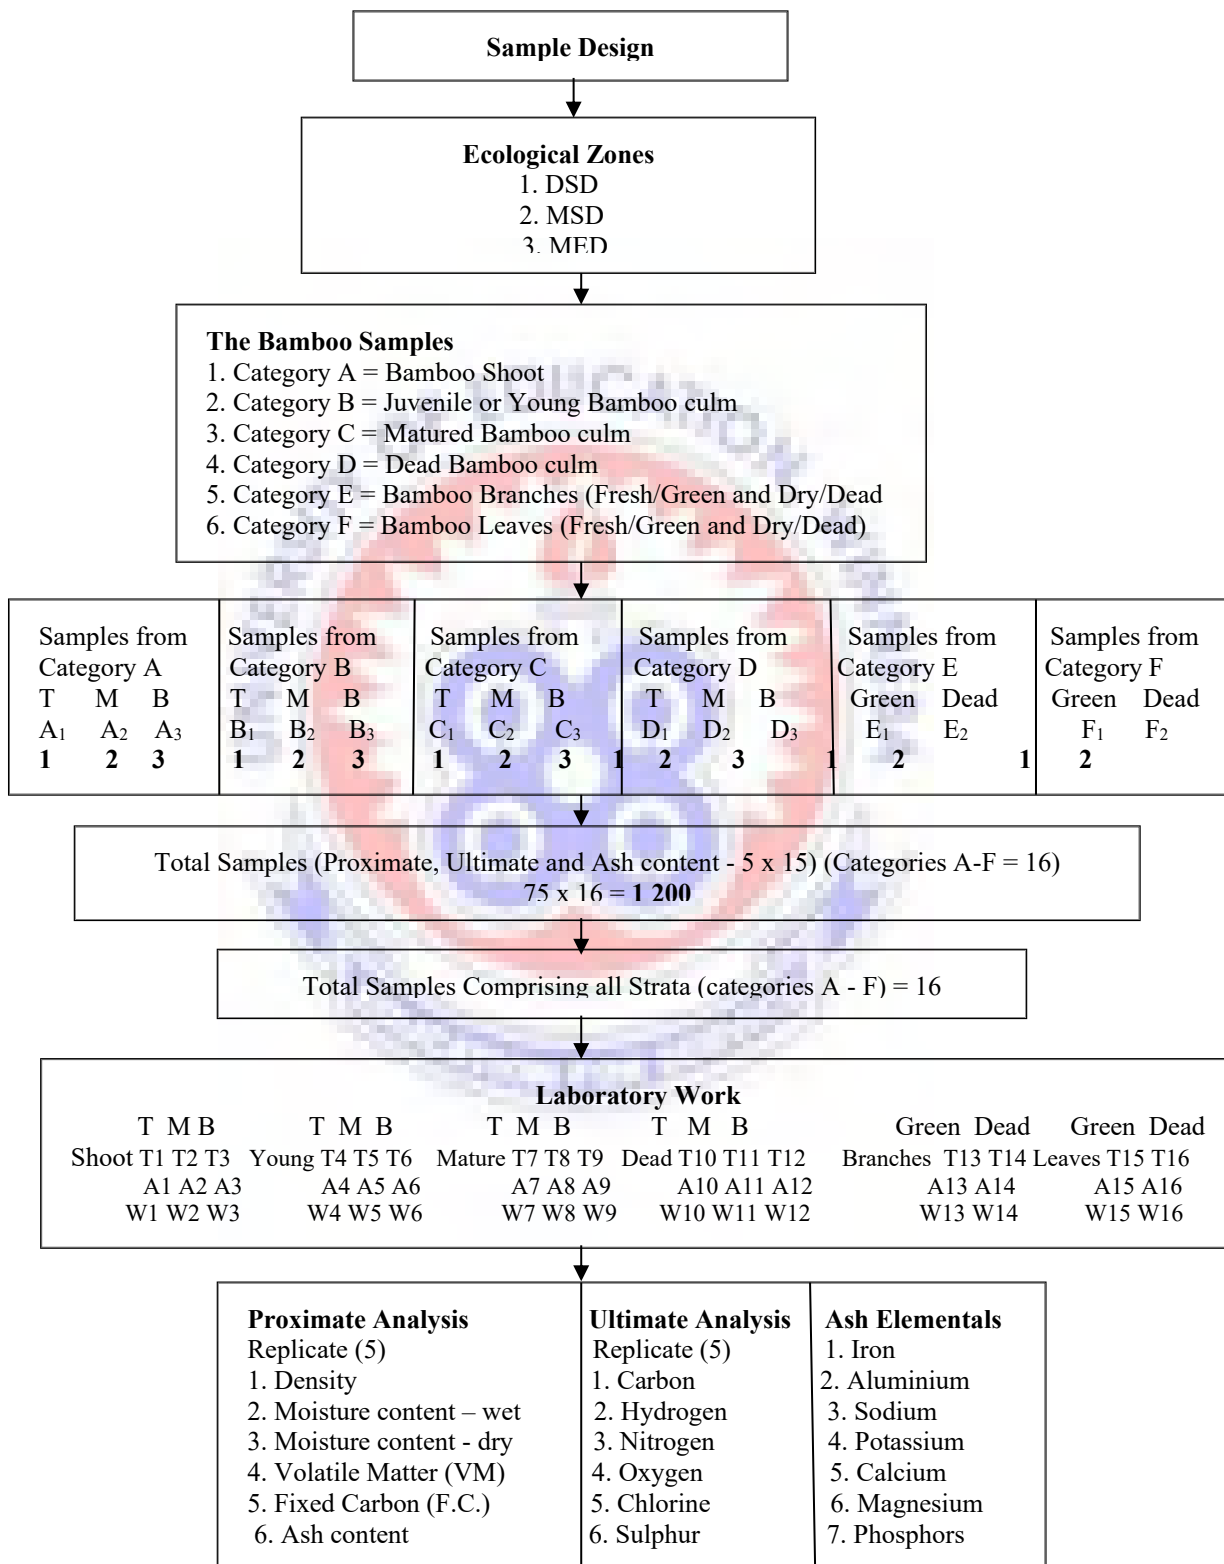 Sample Design
Ecological Zones
1. DSD
2. MSD
3. MED
The Bamboo Samples
1. Category A = Bamboo Shoot
2. Category B = Juvenile or Young Bamboo culm
3. Category C = Matured Bamboo culm
4. Category D = Dead Bamboo culm
5. Category E = Bamboo Branches (Fresh/Green and Dry/Dead
6. Category F = Bamboo Leaves (Fresh/Green and Dry/Dead)
Samples from
Category A
T M B
A₁ A₂ A₃
1 2 3
Samples from
Category B
T M B
B₁ B₂ B₃
1 2 3
Samples from
Category C
T M B
C₁ C₂ C₃
1 2 3 1
Samples from
Category D
T M B
D₁ D₂ D₃
2 3 1
Samples from
Category E
Green Dead
E₁ E₂
2 1
Samples from
Category F
Green Dead
F₁ F₂
2
Total Samples (Proximate, Ultimate and Ash content - 5 x 15) (Categories A-F = 16)
75 x 16 = 1 200
Total Samples Comprising all Strata (categories A - F) = 16
Laboratory Work
T M B T M B T M B T M B Green Dead Green Dead
Shoot T1 T2 T3 Young T4 T5 T6 Mature T7 T8 T9 Dead T10 T11 T12 Branches T13 T14 Leaves T15 T16
A1 A2 A3 A4 A5 A6 A7 A8 A9 A10 A11 A12 A13 A14 A15 A16
W1 W2 W3 W4 W5 W6 W7 W8 W9 W10 W11 W12 W13 W14 W15 W16
Proximate Analysis
Replicate (5)
1. Density
2. Moisture content – wet
3. Moisture content - dry
4. Volatile Matter (VM)
5. Fixed Carbon (F.C.)
6. Ash content
Ultimate Analysis
Replicate (5)
1. Carbon
2. Hydrogen
3. Nitrogen
4. Oxygen
5. Chlorine
6. Sulphur
Ash Elementals
1. Iron
2. Aluminium
3. Sodium
4. Potassium
5. Calcium
6. Magnesium
7. Phosphors
UNIVERSITY OF EDUCATION